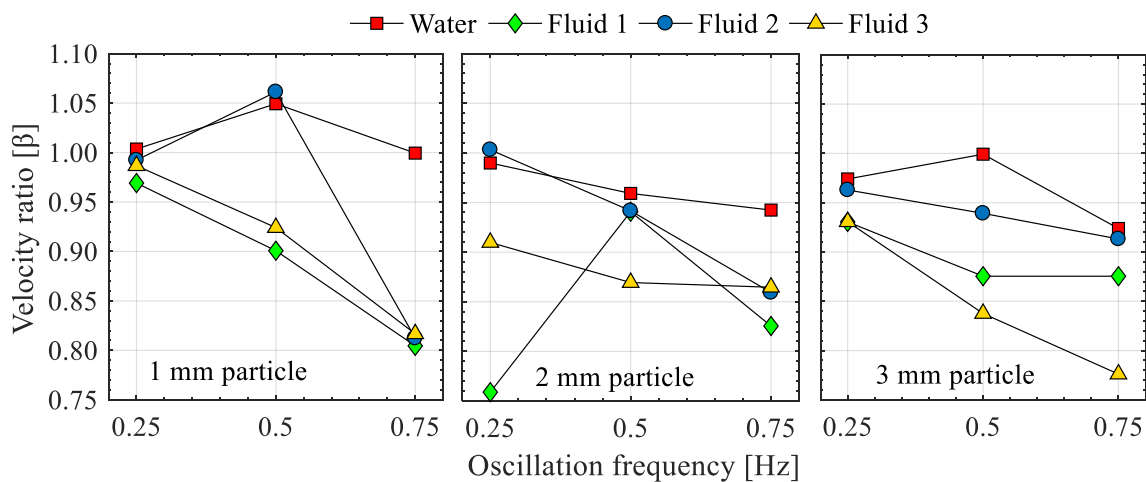 Water Fluid 1 Fluid 2 Fluid 3
Velocity ratio [β]
1.10
1.05
1.00
0.95
0.90
0.85
0.80
0.75
1 mm particle
2 mm particle
3 mm particle
0.25 0.5 0.75
0.25 0.5 0.75
0.25 0.5 0.75
Oscillation frequency [Hz]